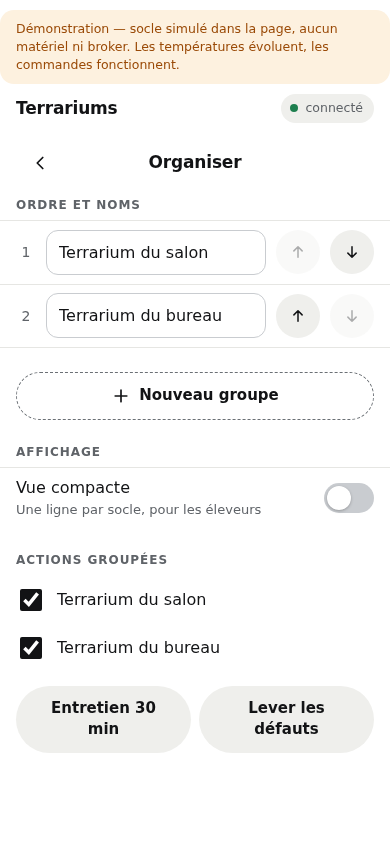 Démonstration — socle simulé dans la page, aucun
matériel ni broker. Les températures évoluent, les
commandes fonctionnent.
Terrariums
connecté
Organiser
ORDRE ET NOMS
1 Terrarium du salon
2 Terrarium du bureau
Nouveau groupe
AFFICHAGE
Vue compacte
Une ligne par socle, pour les éleveurs
ACTIONS GROUPÉES
Terrarium du salon
Terrarium du bureau
Entretien 30
min
Lever les
défauts